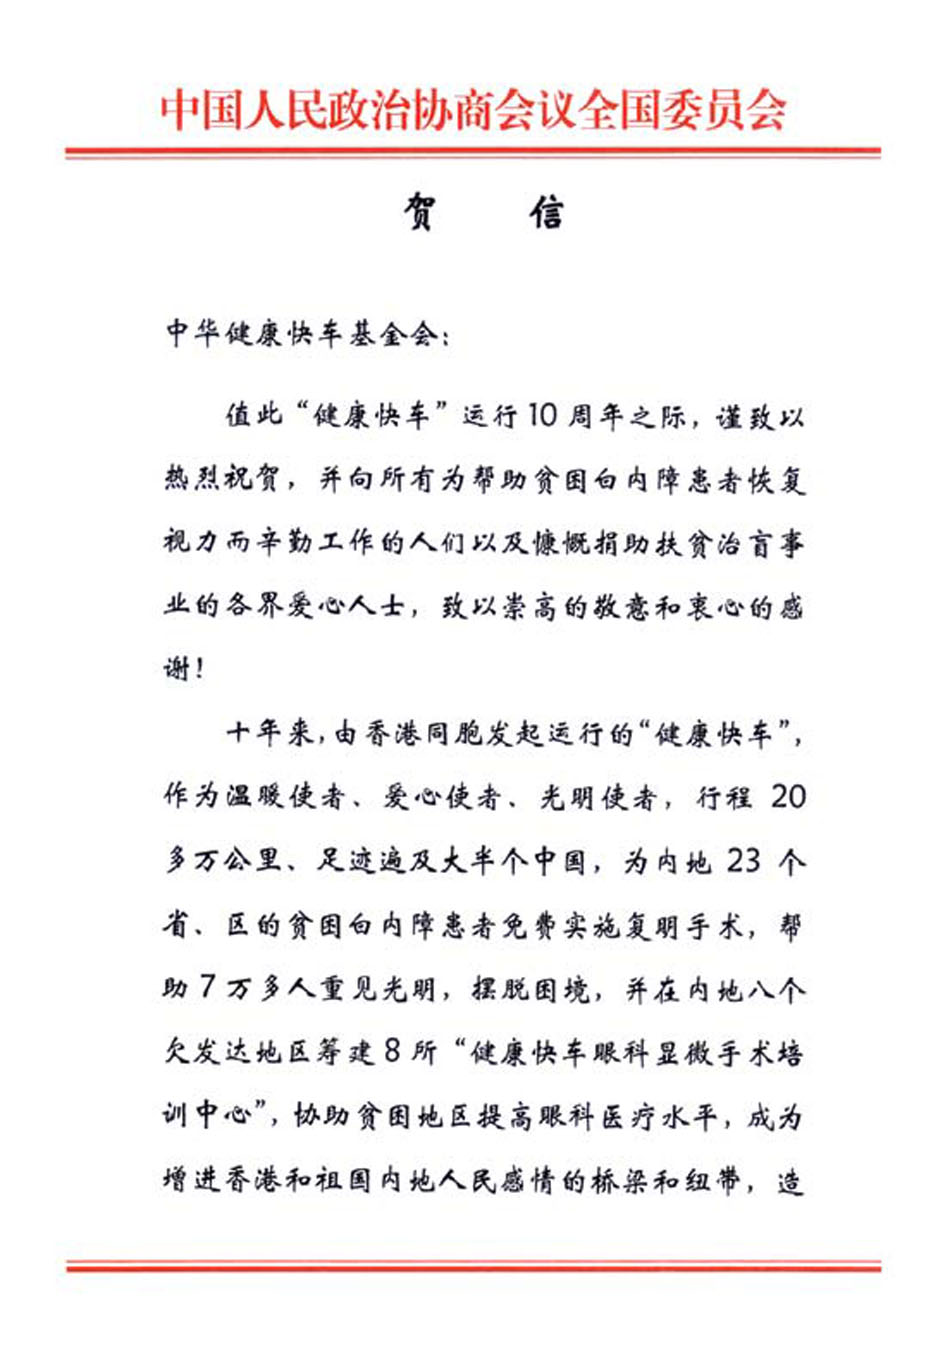 中国人民政治协商会议全国委员会
贺 信
中华健康快车基金会:
值此“健康快车”运行10周年之际，谨致以
热烈祝贺，并向所有为帮助贫困白内障患者恢复
视力而辛勤工作的人们以及慷慨捐助扶贫治盲事
业的各界爱心人士，致以崇高的敬意和衷心的感
谢!
十年来,由香港同胞发起运行的“健康快车”,
作为温暖使者、爱心使者、光明使者，行程 20
多万公里、足迹遍及大半个中国，为内地 23 个
省、区的贫困白内障患者免费实施复明手术，帮
助7万多人重见光明，摆脱困境，并在内地八个
欠发达地区筹建8所“健康快车眼科显微手术培
训中心”,协助贫困地区提高眼科医疗水平，成为
增进香港和祖国内地人民感情的桥梁和纽带，造